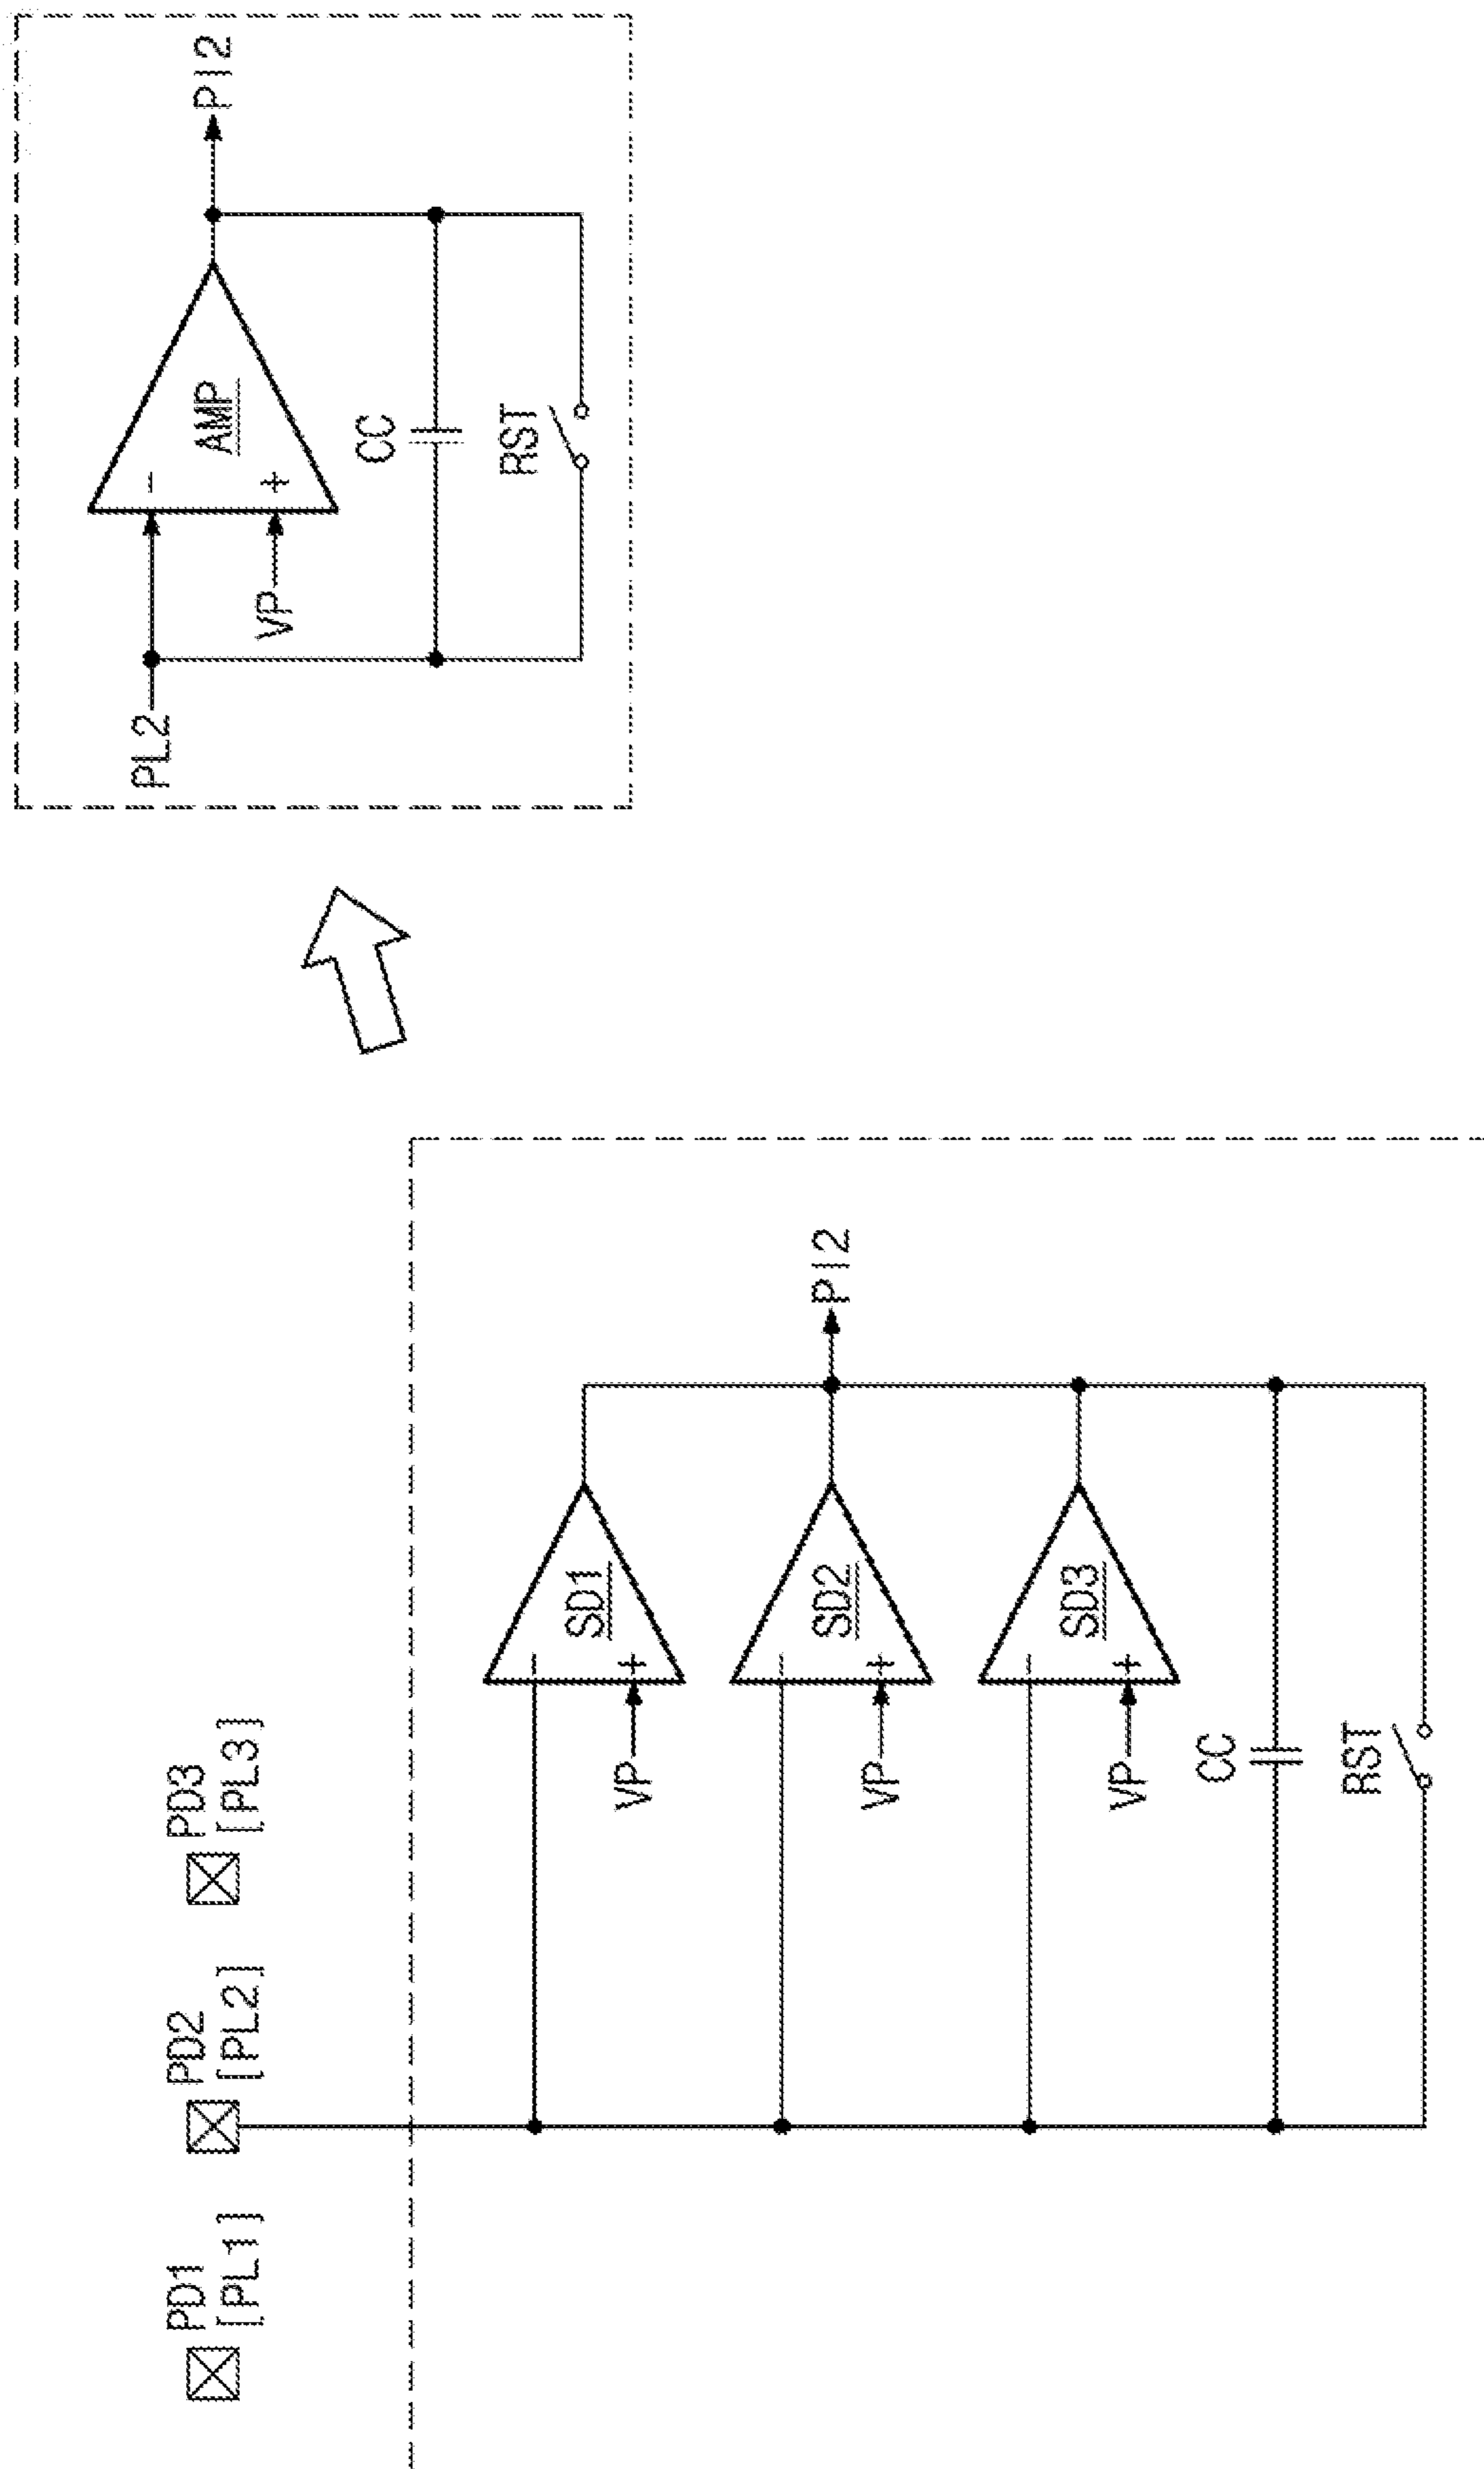 PD1
[PL1]
PD2
[PL2]
PD3
[PL3]
-
SD1
+
VP
-
SD2
+
VP
PI2
-
SD3
+
VP
CC
RST
PL2
-
AMP
+
VP
PI2
CC
RST